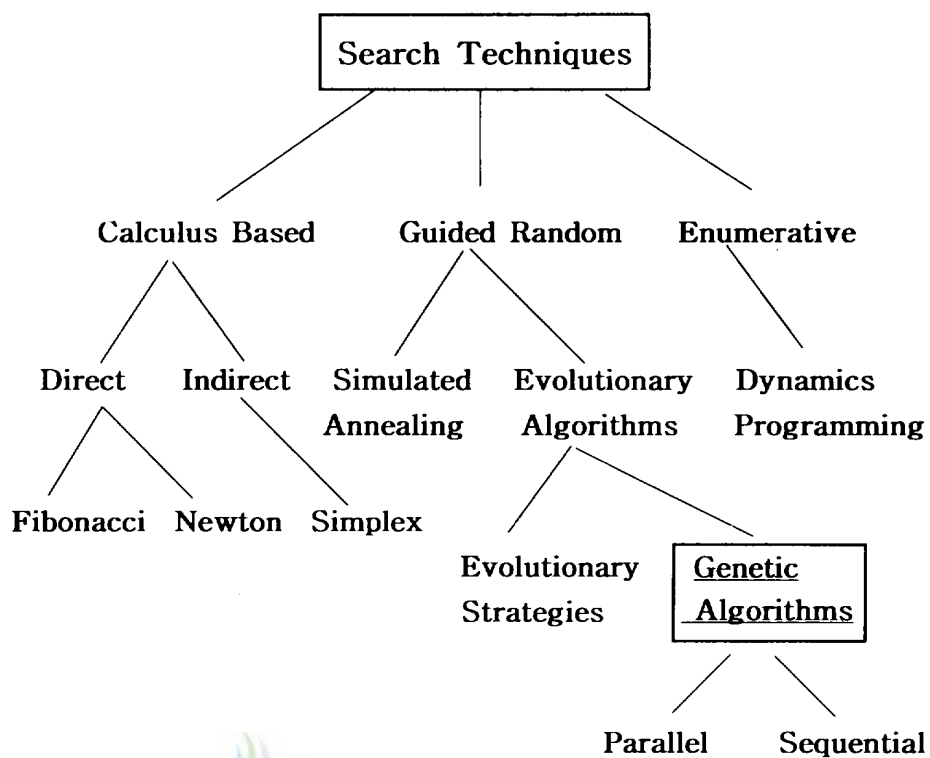 Search Techniques
Calculus Based Guided Random Enumerative
Direct Indirect Simulated Evolutionary Dynamics
Annealing Algorithms Programming
Fibonacci Newton Simplex
Evolutionary Genetic
Strategies Algorithms
Parallel Sequential